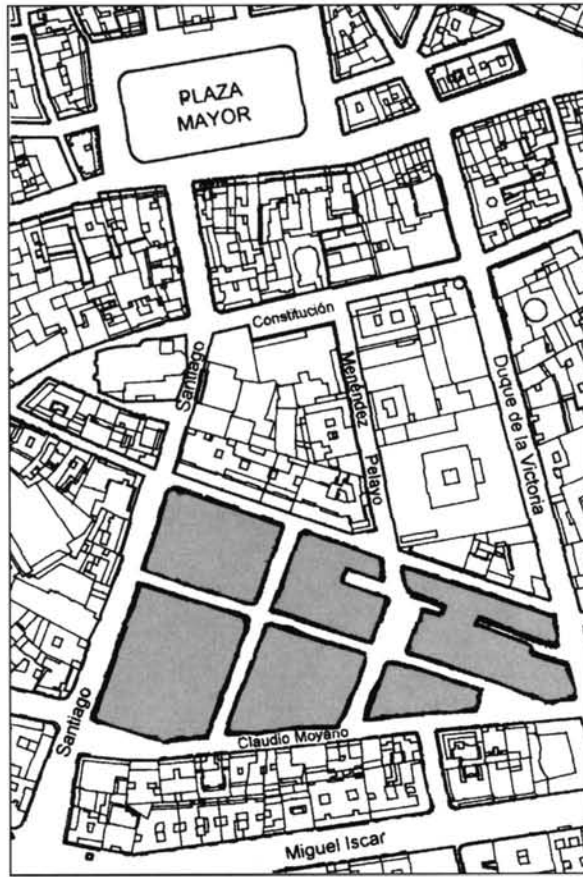 PLAZA
MAYOR
Constitución
Santiago
Menéndez
Pelayo
Duque de la Victoria
Santiago
Claudio Moyano
Miguel Iscar